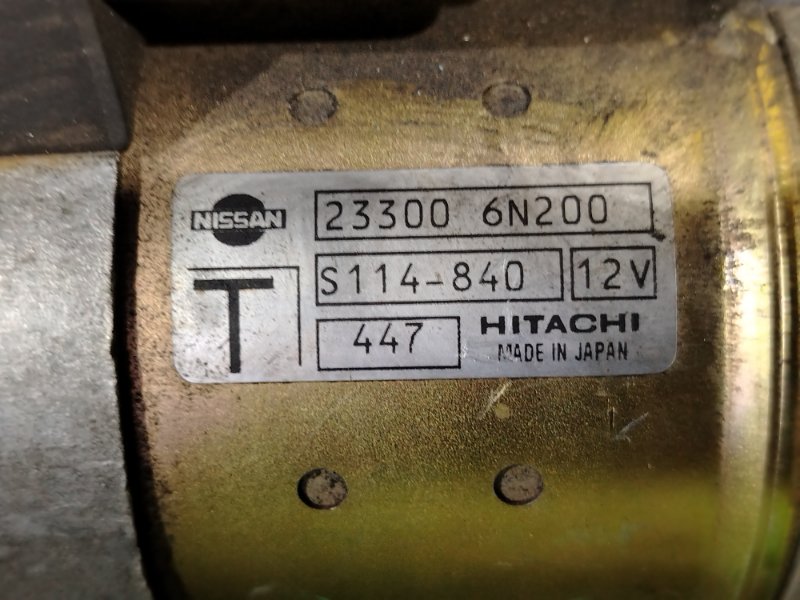 NISSAN
23300 6N200
S114-840 12V
T
447
HITACHI
MADE IN JAPAN